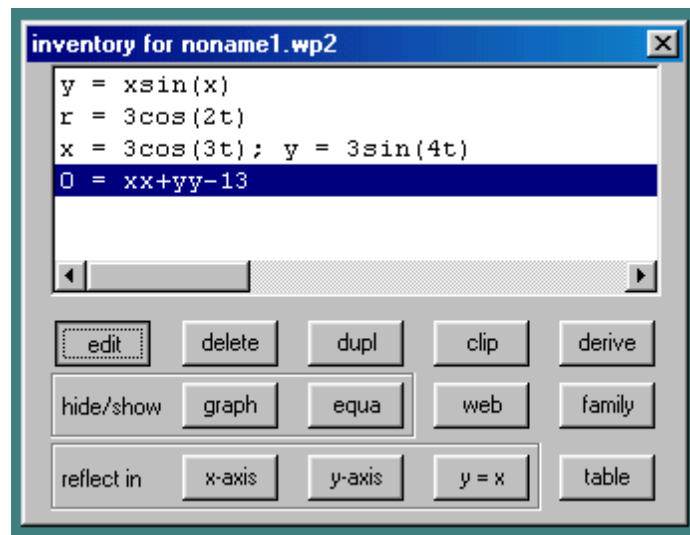 inventory for noname1.wp2
y = xsin(x)
r = 3cos(2t)
x = 3cos(3t); y = 3sin(4t)
0 = xx+yy-13
edit delete dupl clip derive
hide/show graph equa web family
reflect in x-axis y-axis y = x table